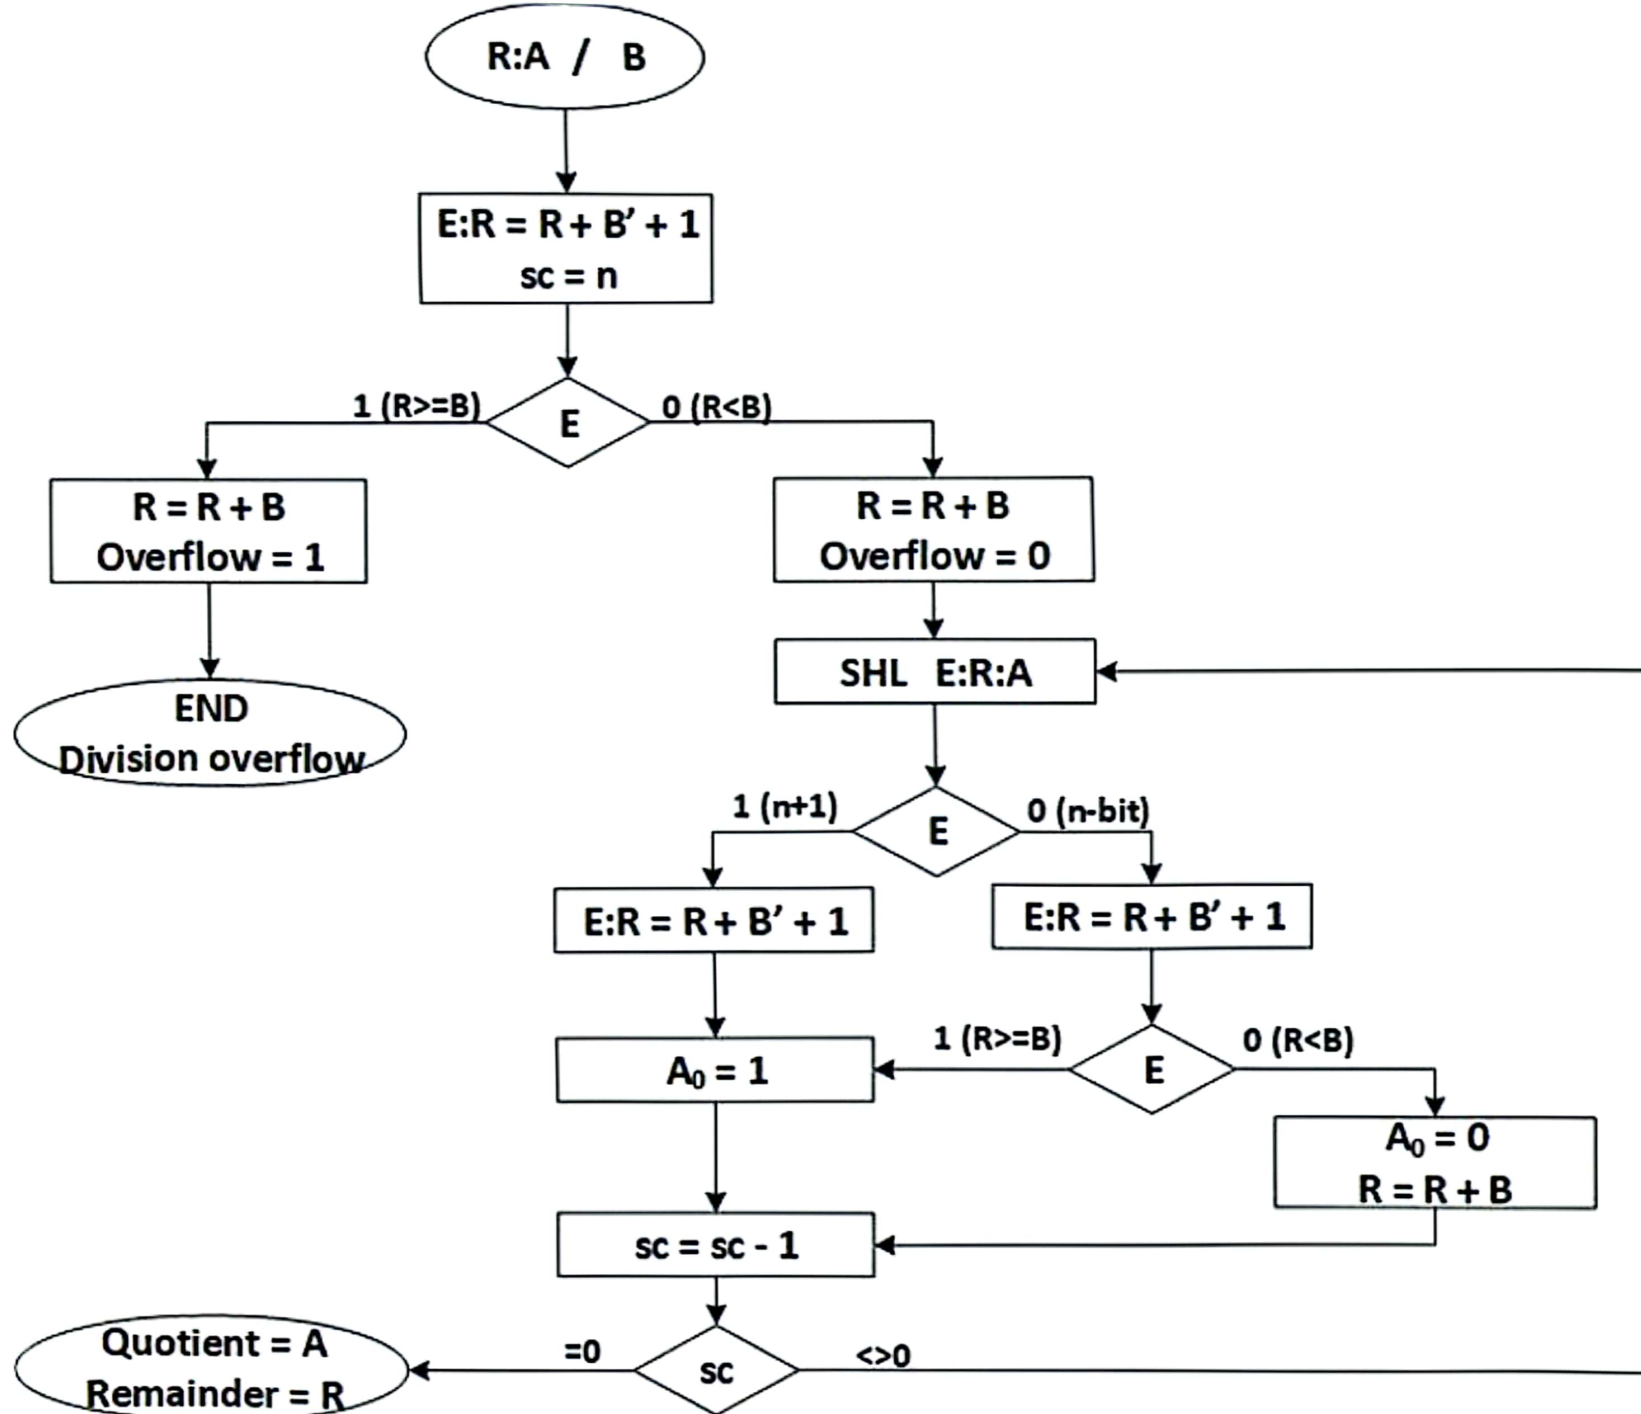 R:A / B
E:R = R + B’ + 1
sc = n
1 (R>=B)
E
0 (R<B)
R = R + B
Overflow = 1
R = R + B
Overflow = 0
SHL E:R:A
END
Division overflow
1 (n+1)
E
0 (n-bit)
E:R = R + B’ + 1
E:R = R + B’ + 1
A₀ = 1
1 (R>=B)
E
0 (R<B)
A₀ = 0
R = R + B
sc = sc - 1
Quotient = A
Remainder = R
=0
sc
<>0